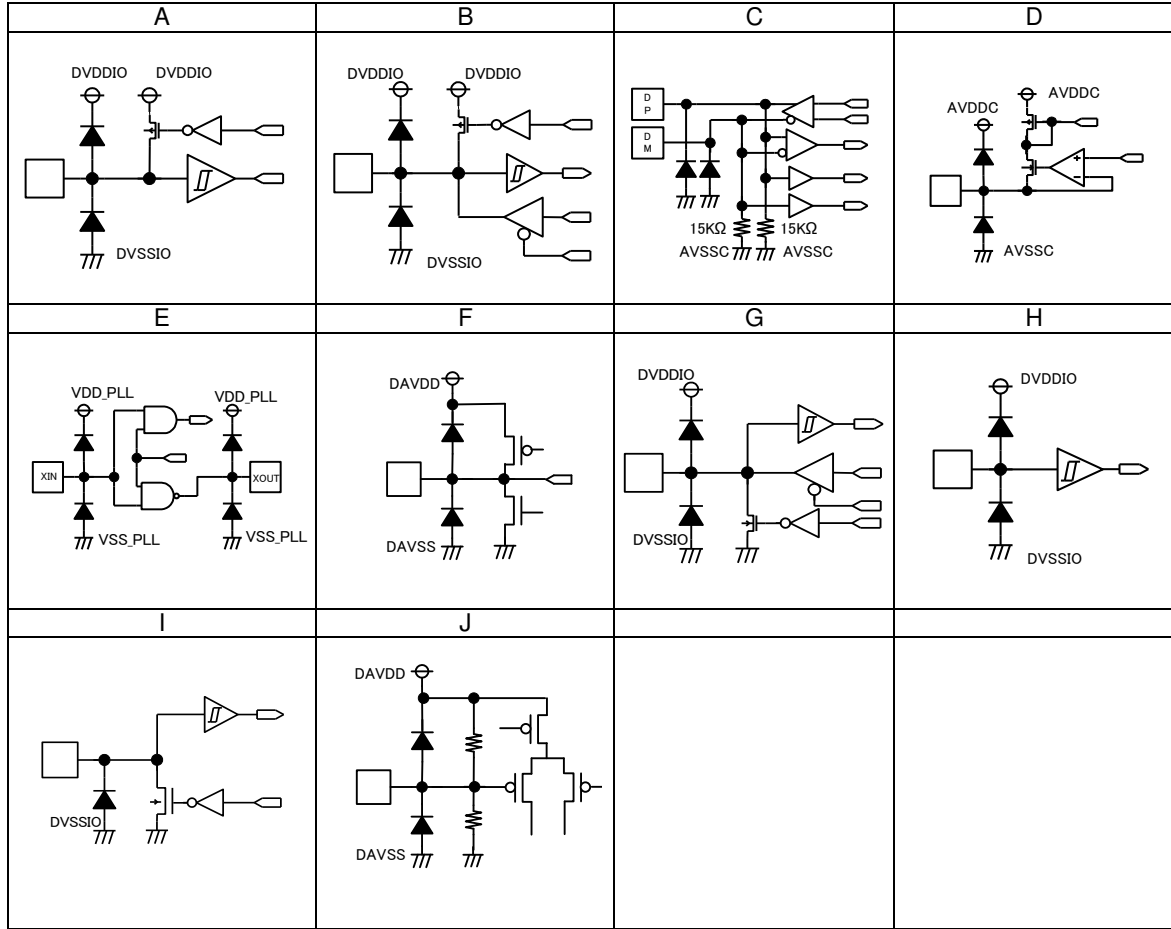 A B C D
DVDDIO DVDDIO
DVSSIO
DVDDIO DVDDIO
DVSSIO
D
P
D
M
15KΩ 15KΩ
AVSSC AVSSC
AVDDC
AVDDC
+
-
AVSSC
E F G H
VDD_PLL VDD_PLL
XIN XOUT
VSS_PLL VSS_PLL
DAVDD
DAVSS
DVDDIO
DVSSIO
DVDDIO
DVSSIO
I J
DVSSIO
DAVDD
DAVSS